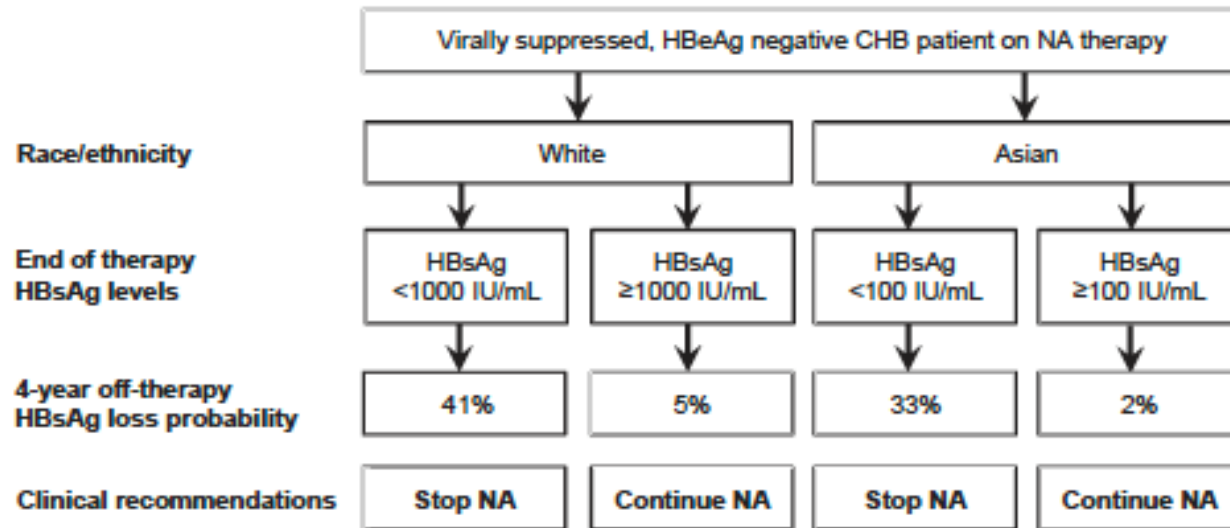 Virally suppressed, HBeAg negative CHB patient on NA therapy
Race/ethnicity
White
Asian
End of therapy
HBsAg levels
HBsAg
<1000 IU/mL
HBsAg
≥1000 IU/mL
HBsAg
<100 IU/mL
HBsAg
≥100 IU/mL
4-year off-therapy
HBsAg loss probability
41%
5%
33%
2%
Clinical recommendations
Stop NA
Continue NA
Stop NA
Continue NA